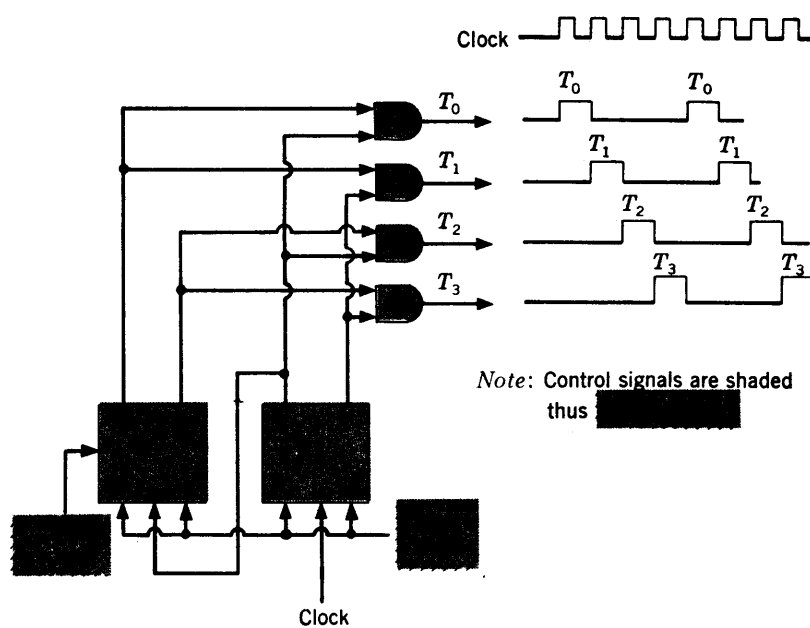 Clock
T₀
T₀
T₀
T₁
T₁
T₁
T₂
T₂
T₂
T₃
T₃
T₃
Note: Control signals are shaded
thus
Clock